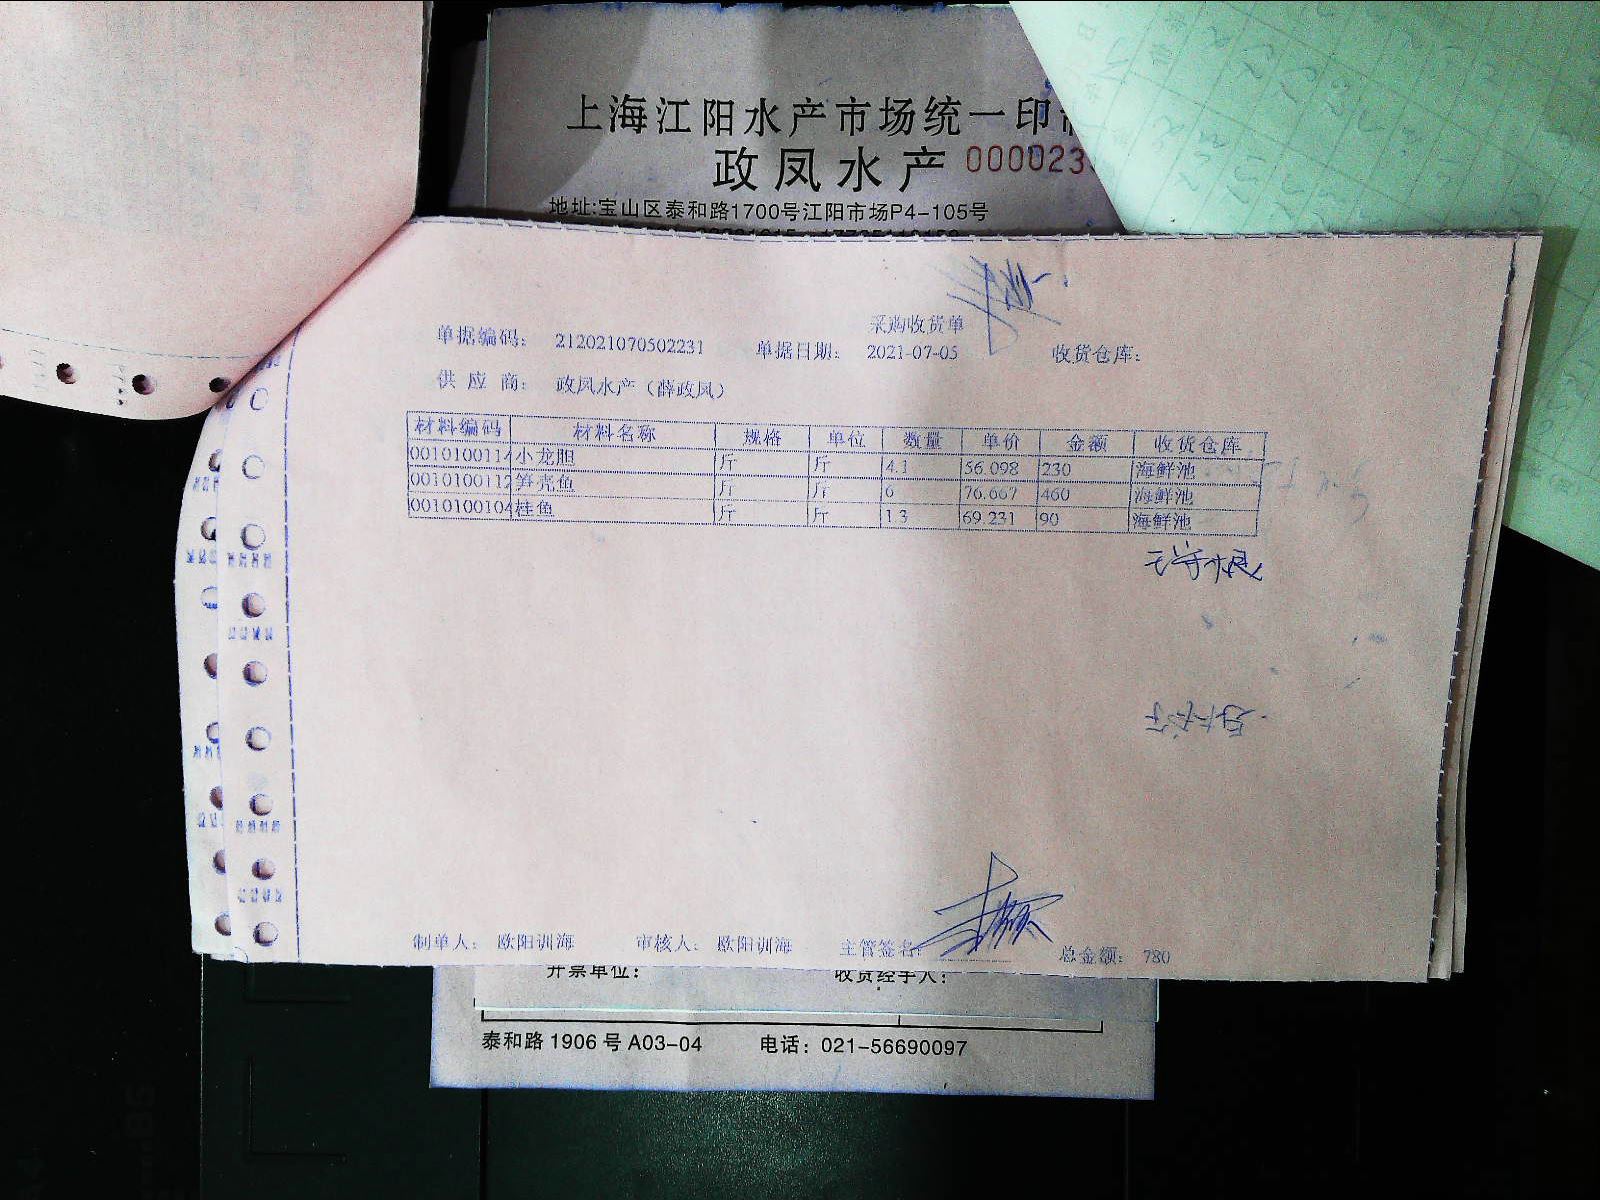 上海江阳水产市场统一印
政凤水产 000023
地址:宝山区泰和路1700号江阳市场P4-105号
采购收货单
单据编码： 212021070502231 单据日期： 2021-07-05 收货仓库：
供 应 商： 政凤水产（薛政凤）
材料编码 材料名称 规格 单位 数量 单价 金额 收货仓库
0010100114 小龙胆 斤 斤 4.1 56.098 230 海鲜池
0010100112 笋壳鱼 斤 斤 6 76.667 460 海鲜池
0010100104 桂鱼 斤 斤 1.3 69.231 90 海鲜池
制单人： 欧阳训海 审核人： 欧阳训海 主管签名： 总金额： 780
开票单位： 收货经手人：
泰和路 1906 号 A03-04 电话：021-56690097